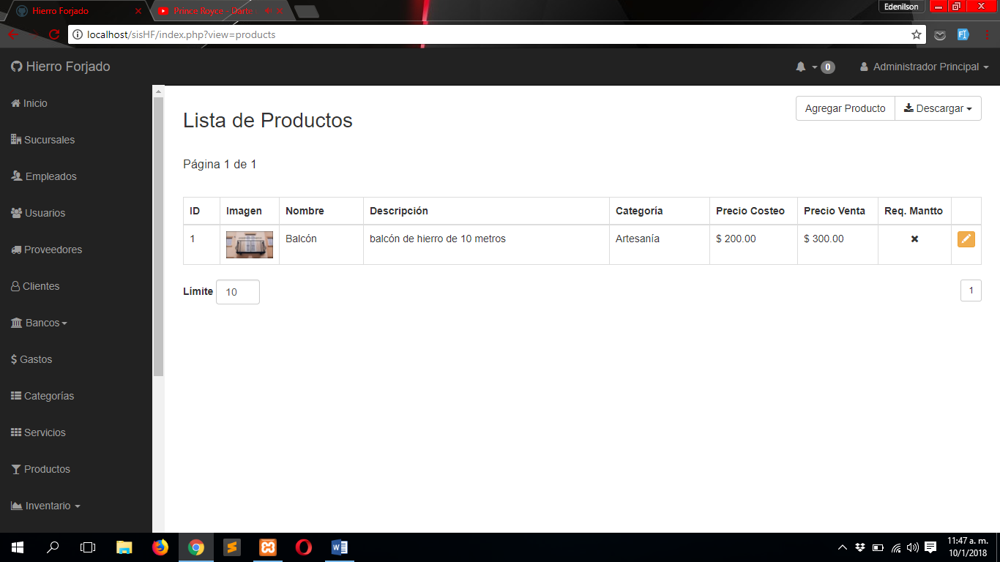 Hierro Forjado
Prince Royce - Darte
Edenilson
localhost/sisHF/index.php?view=products
Hierro Forjado
0
Administrador Principal
Inicio
Sucursales
Empleados
Usuarios
Proveedores
Clientes
Bancos
Gastos
Categorías
Servicios
Productos
Inventario
Lista de Productos
Agregar Producto
Descargar
Página 1 de 1
ID Imagen Nombre Descripción Categoría Precio Costeo Precio Venta Req. Mantto
1 Balcón balcón de hierro de 10 metros Artesanía $ 200.00 $ 300.00
Límite 10
1
11:47 a. m.
10/1/2018